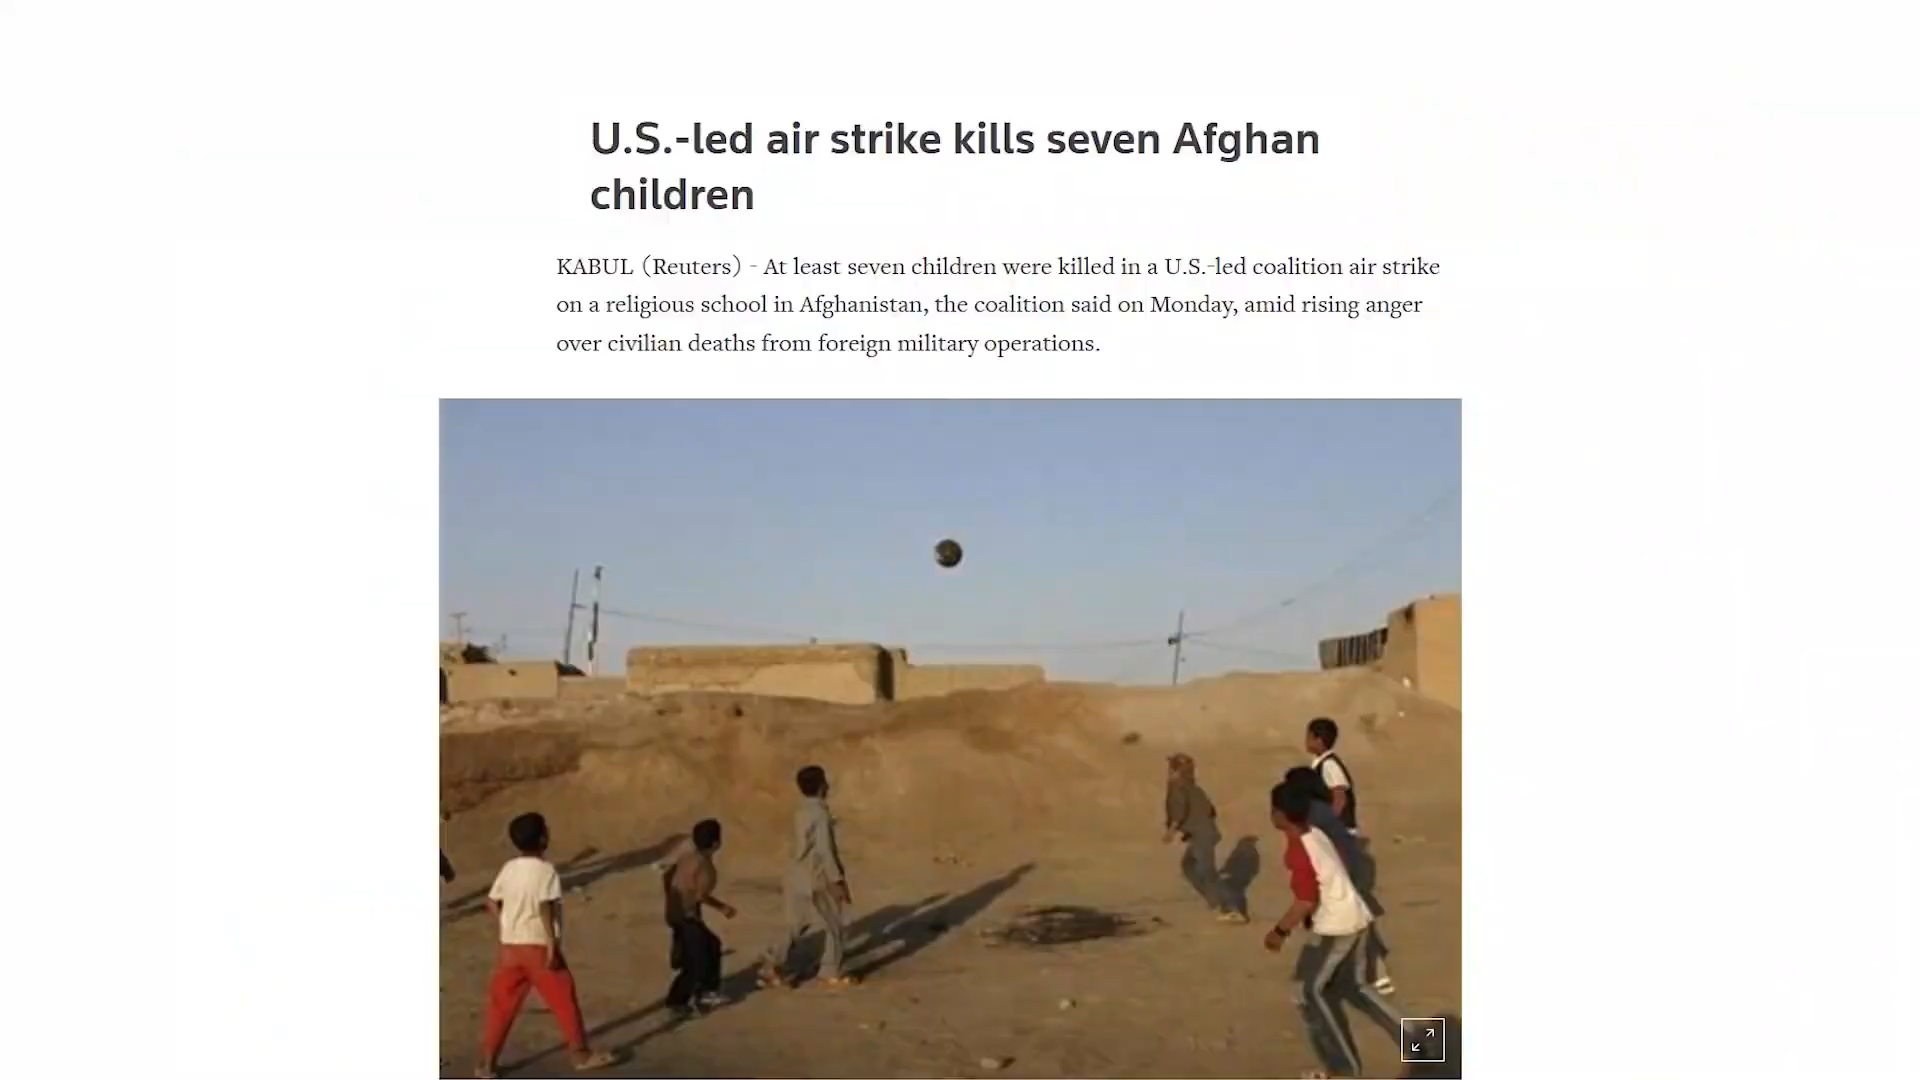 U.S.-led air strike kills seven Afghan
children
KABUL (Reuters) - At least seven children were killed in a U.S.-led coalition air strike
on a religious school in Afghanistan, the coalition said on Monday, amid rising anger
over civilian deaths from foreign military operations.